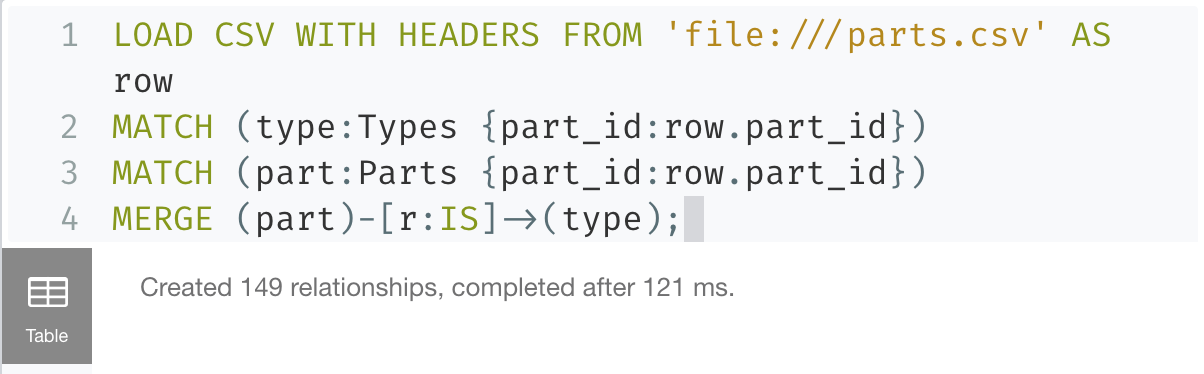 1 LOAD CSV WITH HEADERS FROM 'file:///parts.csv' AS
row
2 MATCH (type:Types {part_id:row.part_id})
3 MATCH (part:Parts {part_id:row.part_id})
4 MERGE (part)-[r:IS]->(type);
Created 149 relationships, completed after 121 ms.
Table